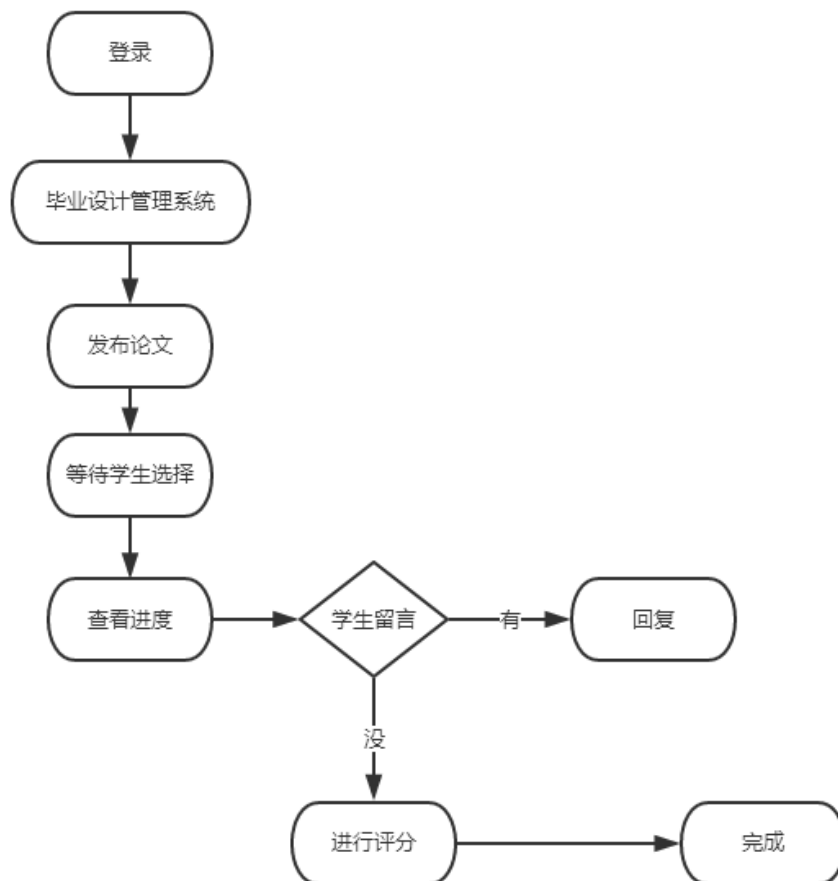 登录
毕业设计管理系统
发布论文
等待学生选择
查看进度
学生留言
有
回复
没
进行评分
完成